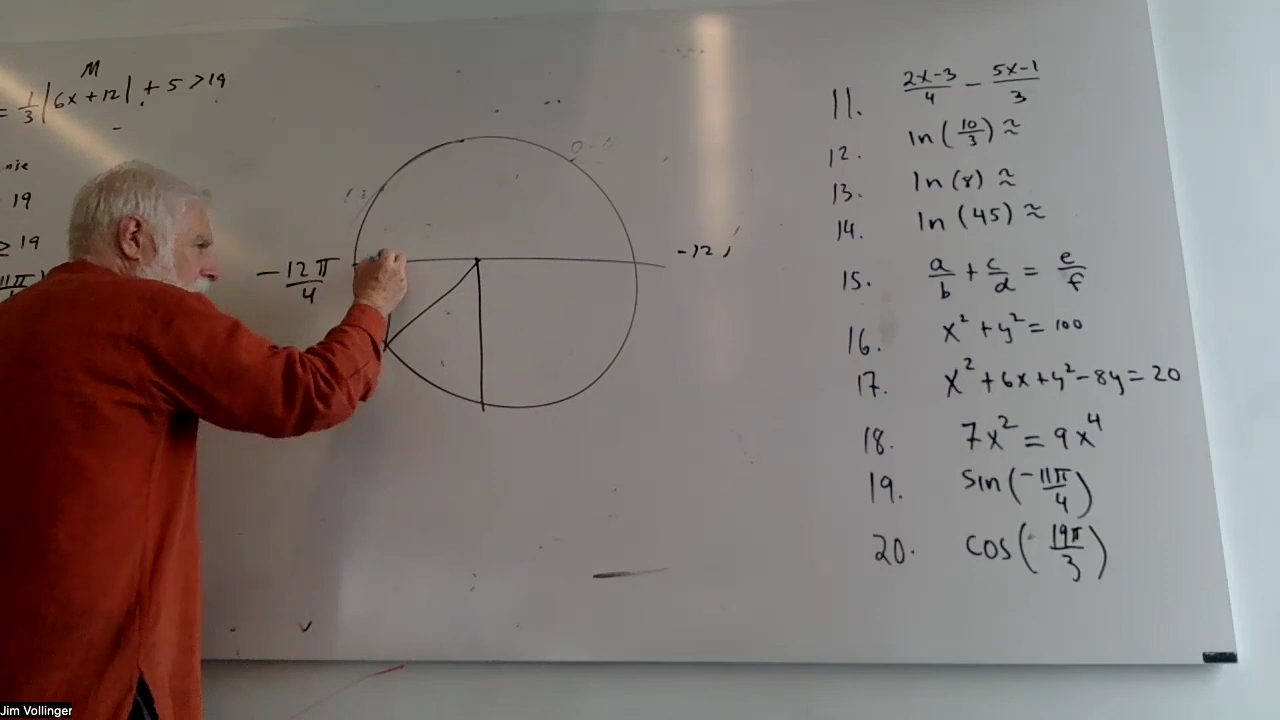 M
= 1/3 |6x+12| + 5 > 19
19
≥ 19
-12π/4
-12
11. (2x-3)/4 - (5x-1)/3
12. ln(10/3) ≈
13. ln(8) ≈
14. ln(45) ≈
15. a/b + c/d = e/f
16. x² + y² = 100
17. x² + 6x + y² - 8y = 20
18. 7x² = 9x⁴
19. sin(-11π/4)
20. cos(19π/3)
Jim Vollinger